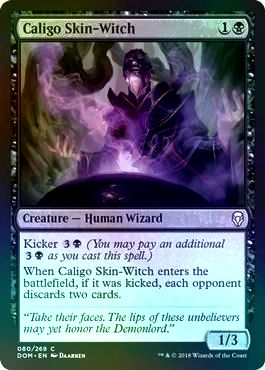 Caligo Skin-Witch 1
Creature — Human Wizard
Kicker 3 (You may pay an additional
3 as you cast this spell.)
When Caligo Skin-Witch enters the
battlefield, if it was kicked, each opponent
discards two cards.
"Take their faces. The lips of these unbelievers
may yet honor the Demonlord."
1/3
080/269 C
DOM • EN DAARKEN
™ & © 2018 Wizards of the Coast